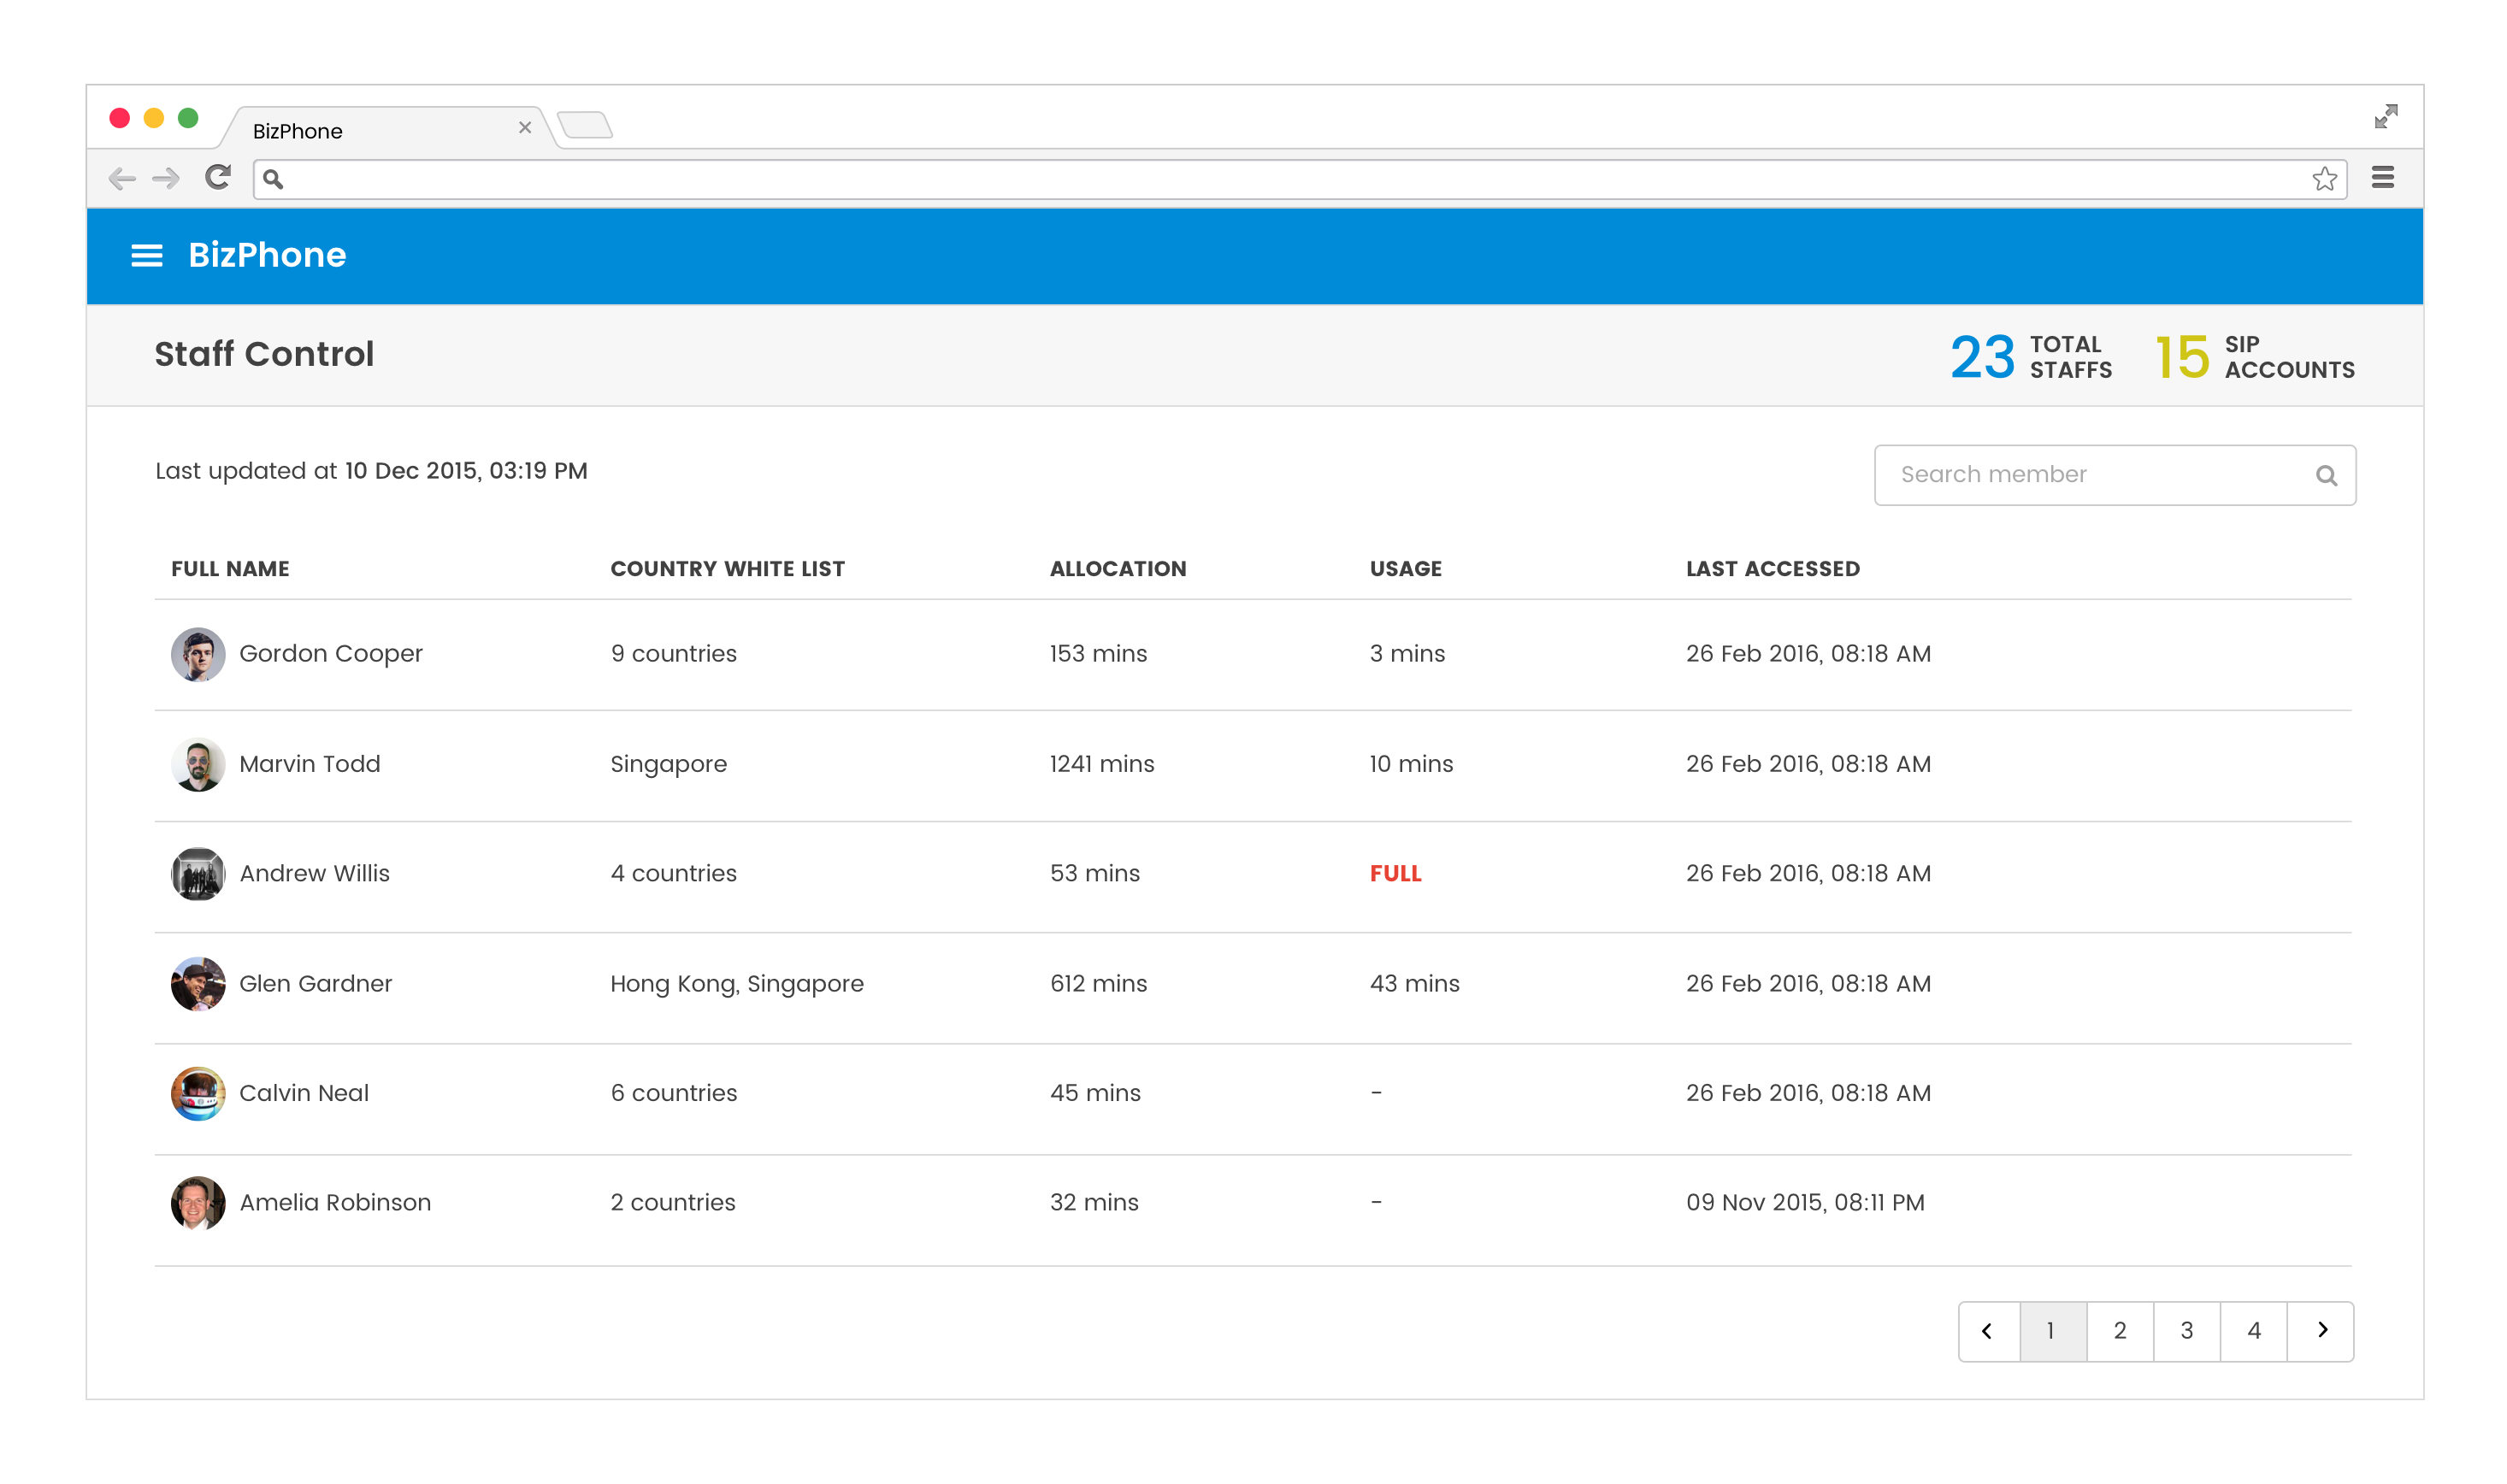 BizPhone
BizPhone
Staff Control
23 TOTAL STAFFS
15 SIP ACCOUNTS
Last updated at 10 Dec 2015, 03:19 PM
Search member
FULL NAME COUNTRY WHITE LIST ALLOCATION USAGE LAST ACCESSED
Gordon Cooper 9 countries 153 mins 3 mins 26 Feb 2016, 08:18 AM
Marvin Todd Singapore 1241 mins 10 mins 26 Feb 2016, 08:18 AM
Andrew Willis 4 countries 53 mins FULL 26 Feb 2016, 08:18 AM
Glen Gardner Hong Kong, Singapore 612 mins 43 mins 26 Feb 2016, 08:18 AM
Calvin Neal 6 countries 45 mins - 26 Feb 2016, 08:18 AM
Amelia Robinson 2 countries 32 mins - 09 Nov 2015, 08:11 PM
1 2 3 4